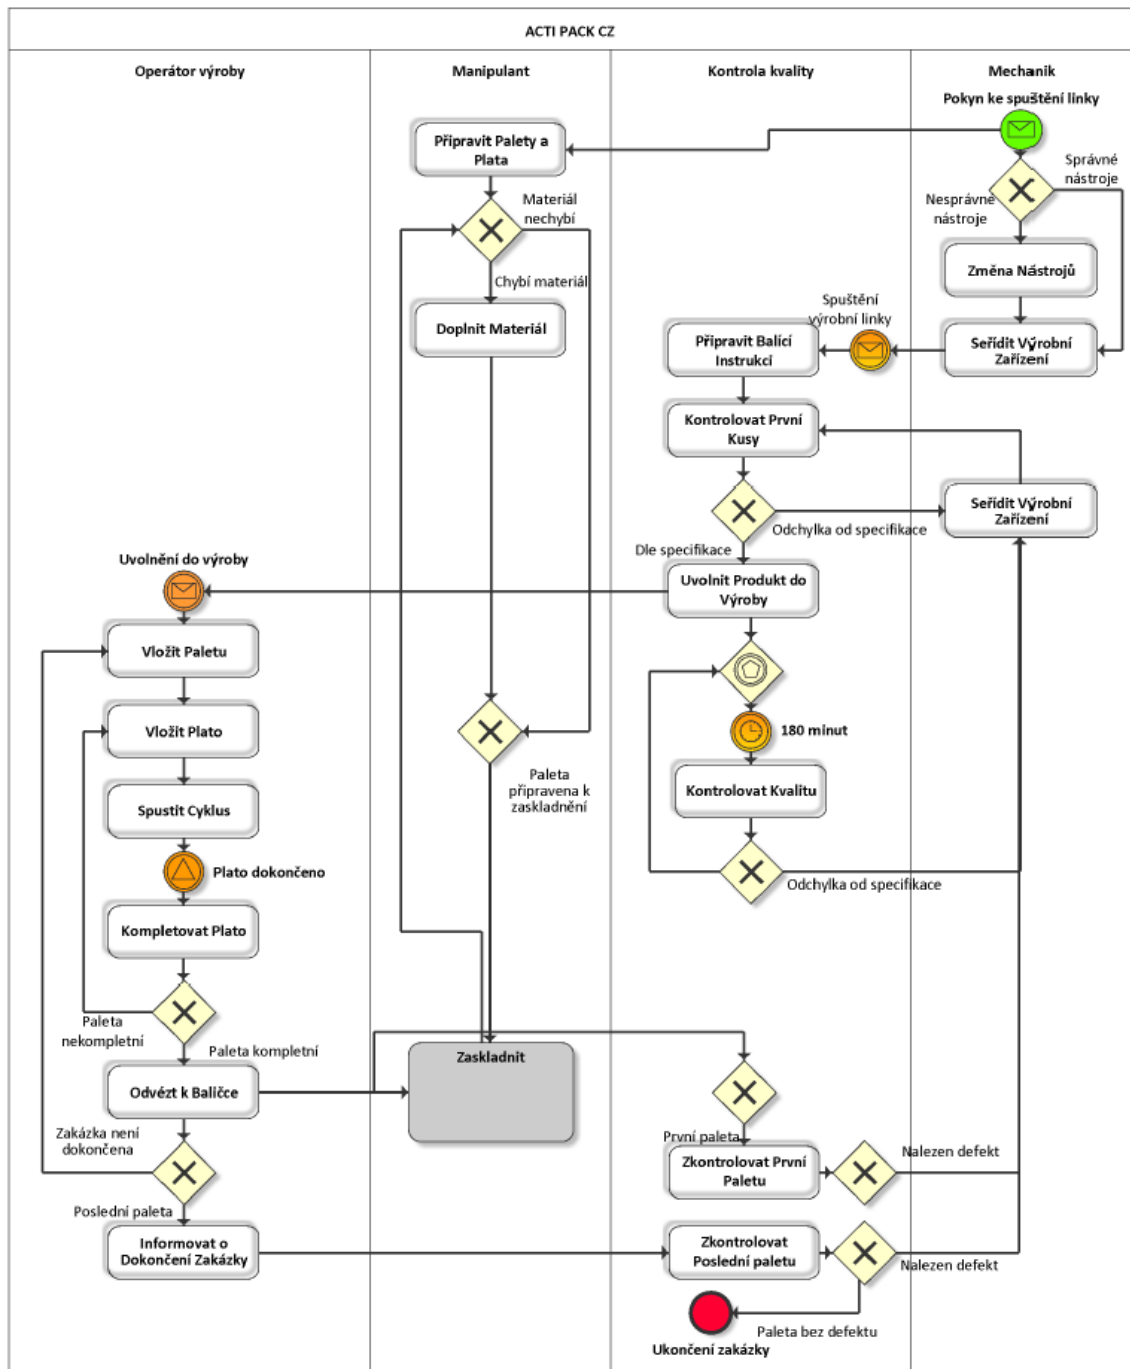 ACTI PACK CZ
Operátor výroby
Manipulant
Kontrola kvality
Mechanik
Pokyn ke spuštění linky
Připravit Palety a
Plata
Správné
nástroje
Materiál
nechybí
Nesprávné
nástroje
Změna Nástrojů
Chybí materiál
Doplnit Materiál
Spuštění
výrobní linky
Připravit Balící
Instrukci
Seřídit Výrobní
Zařízení
Kontrolovat První
Kusy
Seřídit Výrobní
Zařízení
Odchylka od specifikace
Dle specifikace
Uvolnění do výroby
Uvolnit Produkt do
Výroby
Vložit Paletu
Vložit Plato
180 minut
Paleta
připravena k
zaskladnění
Spustit Cyklus
Kontrolovat Kvalitu
Plato dokončeno
Odchylka od specifikace
Kompletovat Plato
Paleta
nekompletní
Paleta kompletní
Zaskladnit
Odvézt k Baličce
Zakázka není
dokončena
První paleta
Zkontrolovat První
Paletu
Nalezen defekt
Poslední paleta
Informovat o
Dokončení Zakázky
Zkontrolovat
Poslední paletu
Nalezen defekt
Paleta bez defektu
Ukončení zakázky